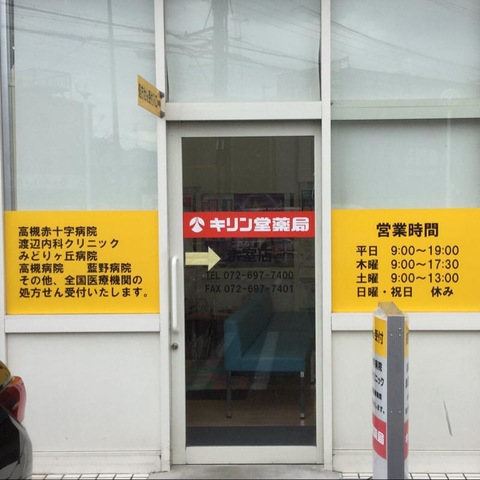 高槻赤十字病院
渡辺内科クリニック
みどりヶ丘病院
高槻病院 藍野病院
その他、全国医療機関の
処方せん受付いたします。
キリン堂薬局
TEL 072-697-7400
FAX 072-697-7401
営業時間
平日 9:00〜19:00
木曜 9:00〜17:30
土曜 9:00〜13:00
日曜・祝日 休み